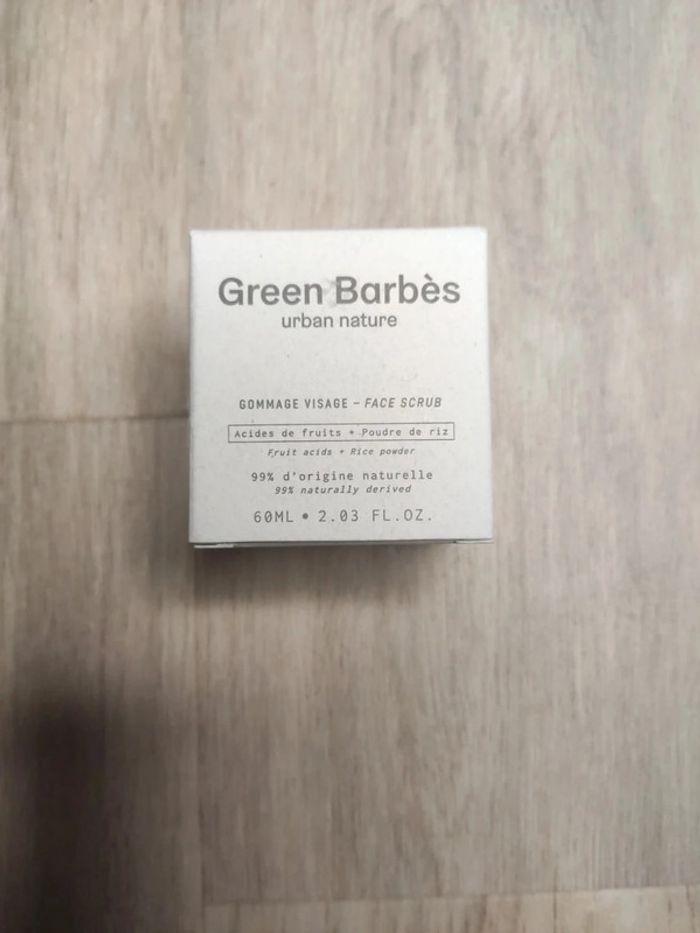 Green Barbès
urban nature
GOMMAGE VISAGE – FACE SCRUB
Acides de fruits + Poudre de riz
Fruit acids + Rice powder
99% d'origine naturelle
99% naturally derived
60ML • 2.03 FL.OZ.